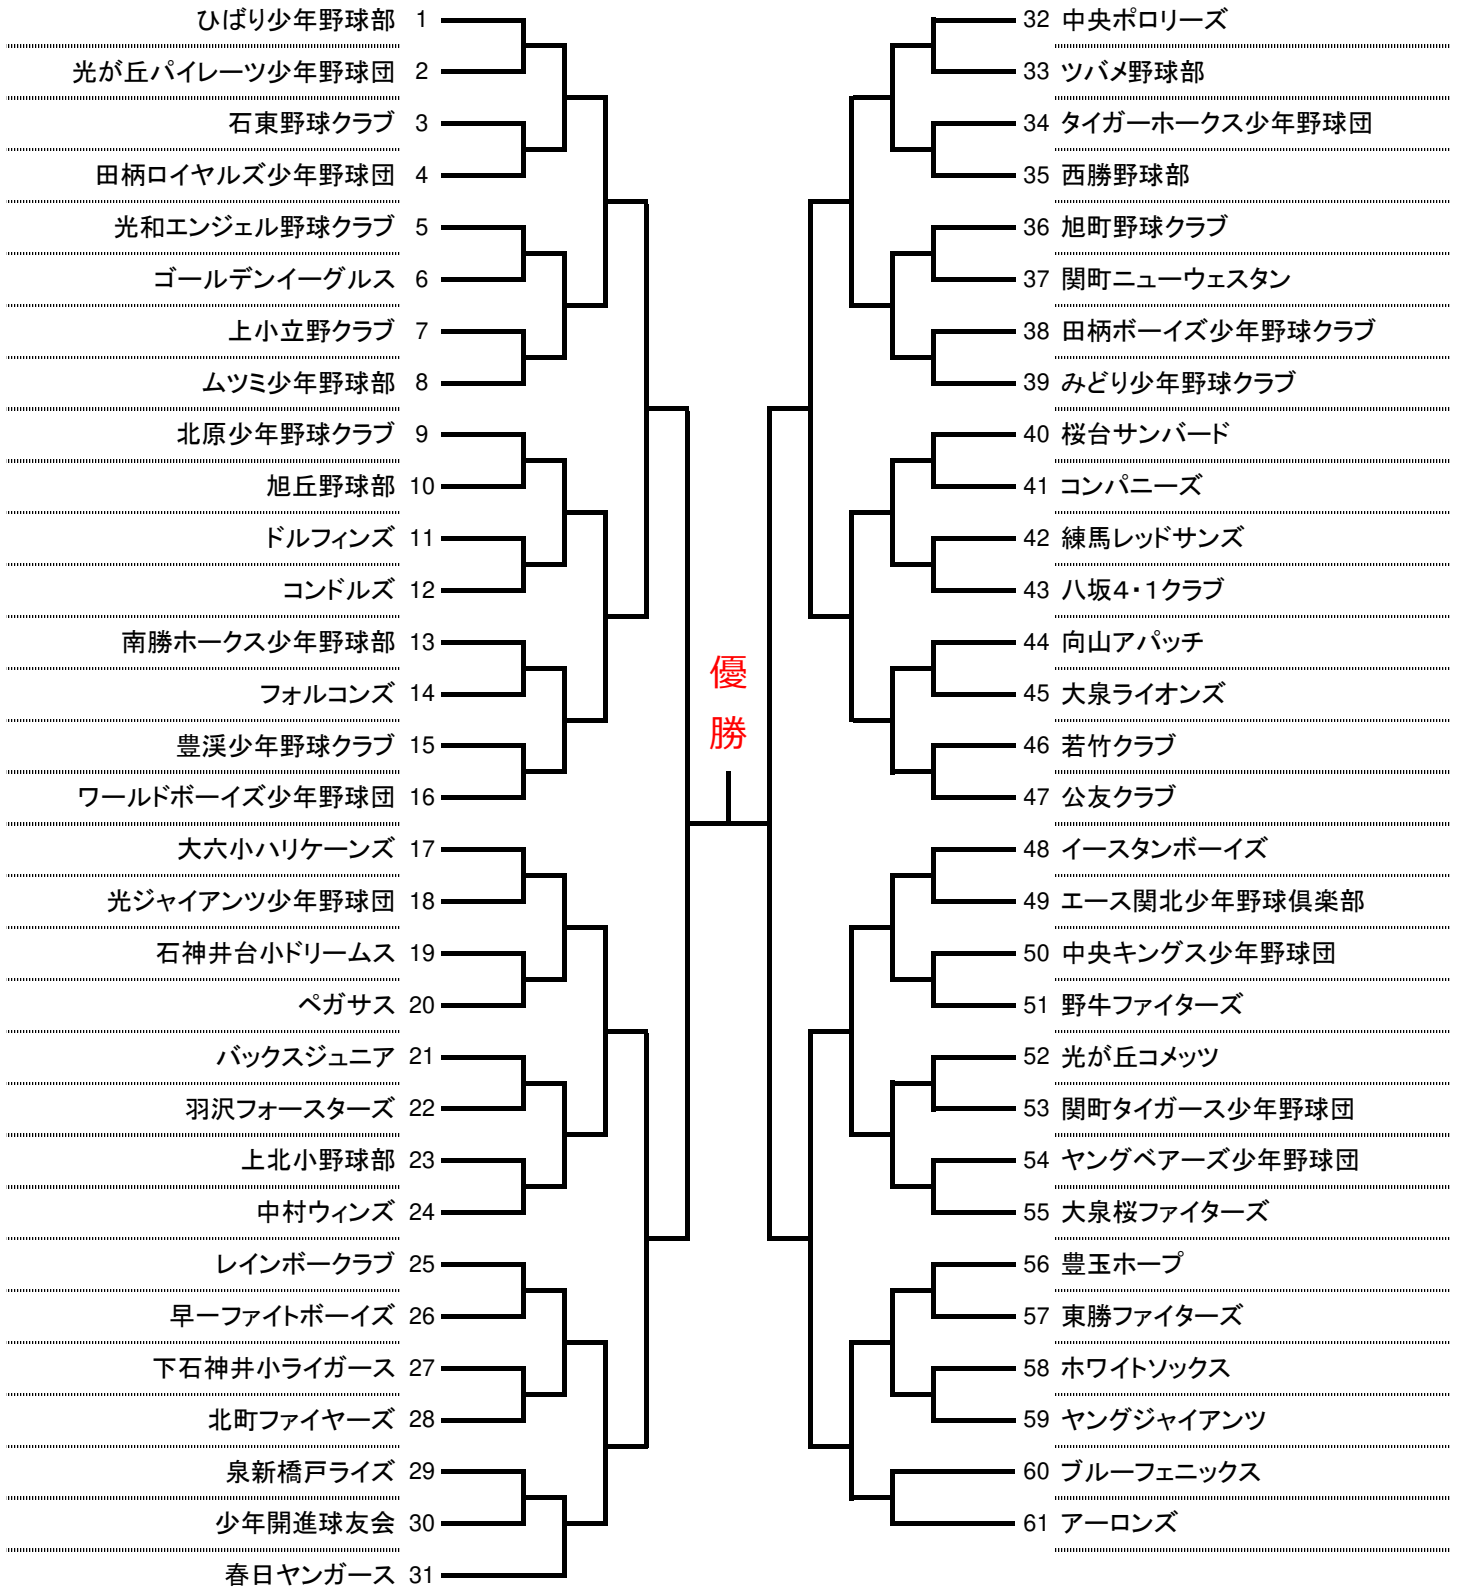 ひばり少年野球部 1
光が丘パイレーツ少年野球団 2
石東野球クラブ 3
田柄ロイヤルズ少年野球団 4
光和エンジェル野球クラブ 5
ゴールデンイーグルス 6
上小立野クラブ 7
ムツミ少年野球部 8
北原少年野球クラブ 9
旭丘野球部 10
ドルフィンズ 11
コンドルズ 12
南勝ホークス少年野球部 13
フォルコンズ 14
豊渓少年野球クラブ 15
ワールドボーイズ少年野球団 16
大六小ハリケーンズ 17
光ジャイアンツ少年野球団 18
石神井台小ドリームス 19
ペガサス 20
バックスジュニア 21
羽沢フォースターズ 22
上北小野球部 23
中村ウィンズ 24
レインボークラブ 25
早一ファイトボーイズ 26
下石神井小ライガース 27
北町ファイヤーズ 28
泉新橋戸ライズ 29
少年開進球友会 30
春日ヤンガース 31
優
勝
32 中央ポロリーズ
33 ツバメ野球部
34 タイガーホークス少年野球団
35 西勝野球部
36 旭町野球クラブ
37 関町ニューウェスタン
38 田柄ボーイズ少年野球クラブ
39 みどり少年野球クラブ
40 桜台サンバード
41 コンパニーズ
42 練馬レッドサンズ
43 八坂4・1クラブ
44 向山アパッチ
45 大泉ライオンズ
46 若竹クラブ
47 公友クラブ
48 イースタンボーイズ
49 エース関北少年野球倶楽部
50 中央キングス少年野球団
51 野牛ファイターズ
52 光が丘コメッツ
53 関町タイガース少年野球団
54 ヤングベアーズ少年野球団
55 大泉桜ファイターズ
56 豊玉ホープ
57 東勝ファイターズ
58 ホワイトソックス
59 ヤングジャイアンツ
60 ブルーフェニックス
61 アーロンズ